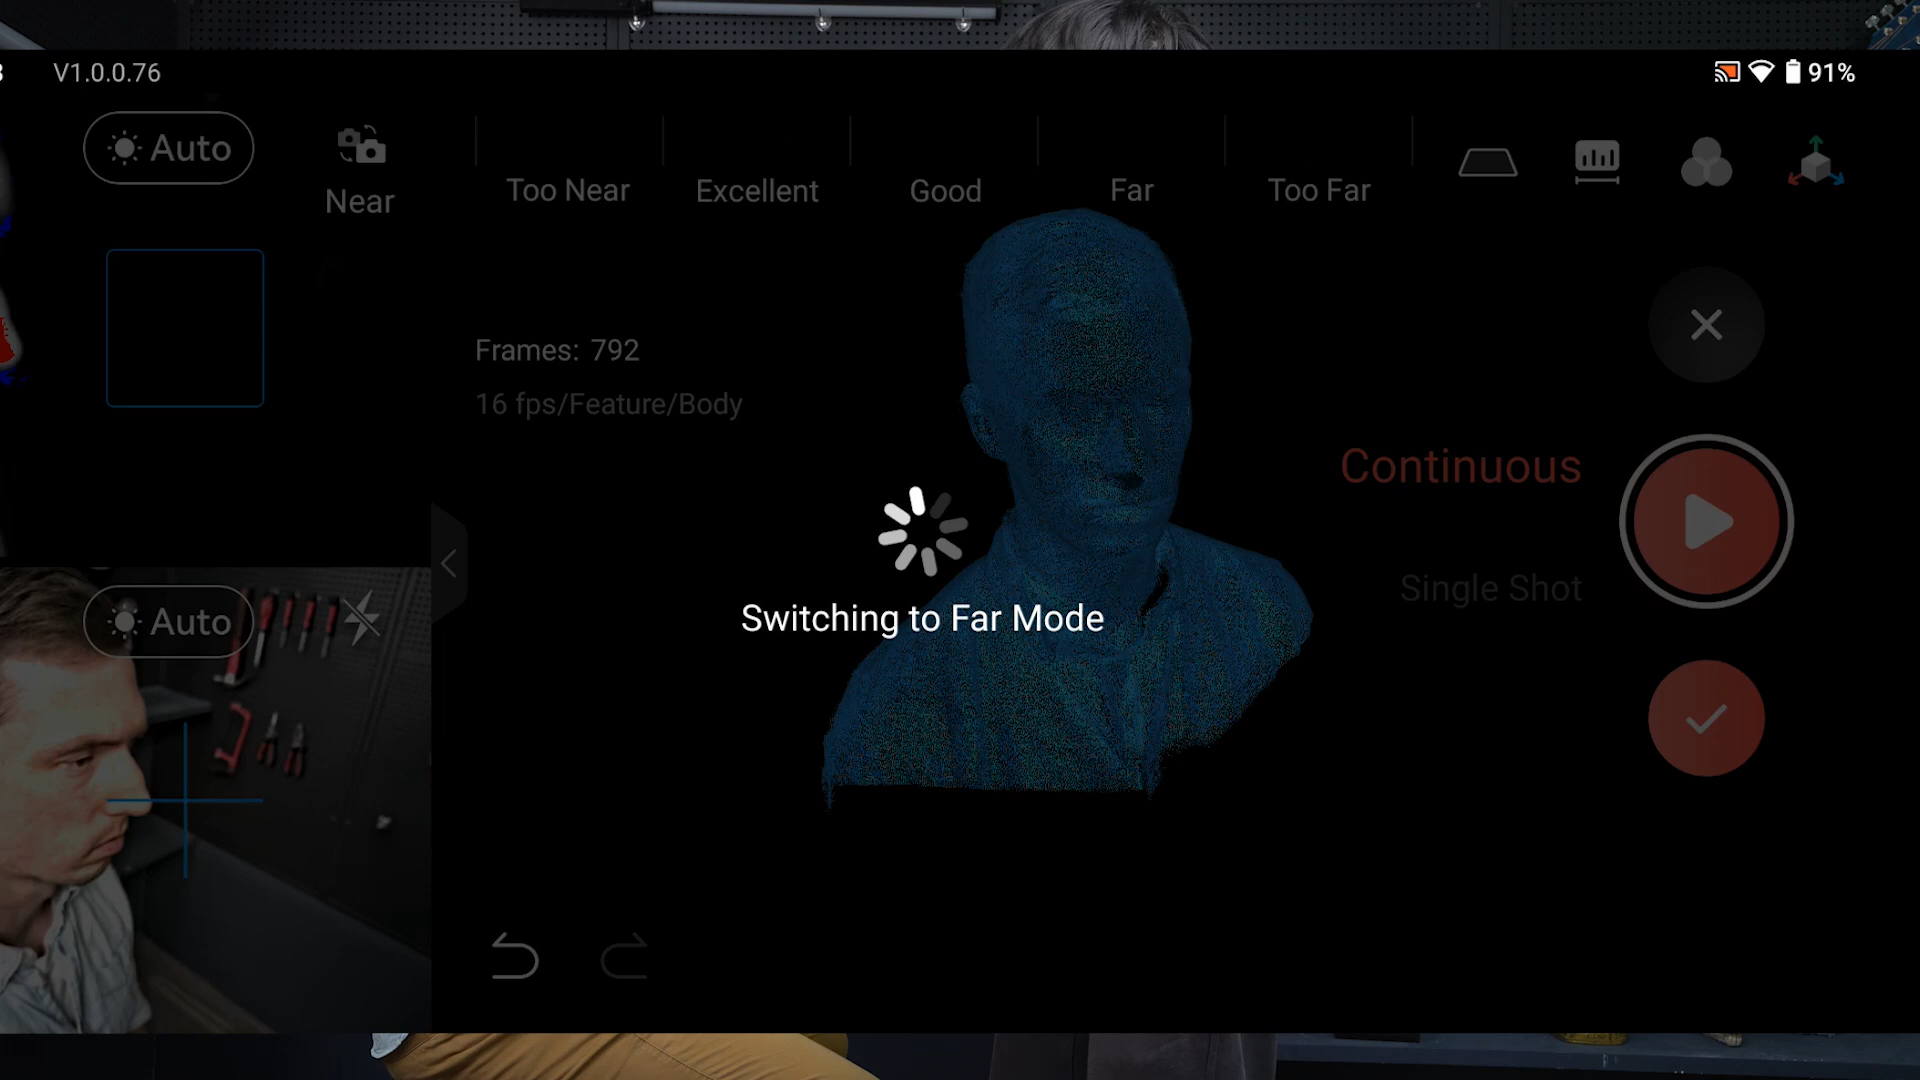 V1.0.0.76
91%
Auto
Near
Too Near
Excellent
Good
Far
Too Far
Frames: 792
16 fps/Feature/Body
Continuous
Single Shot
Switching to Far Mode
Auto